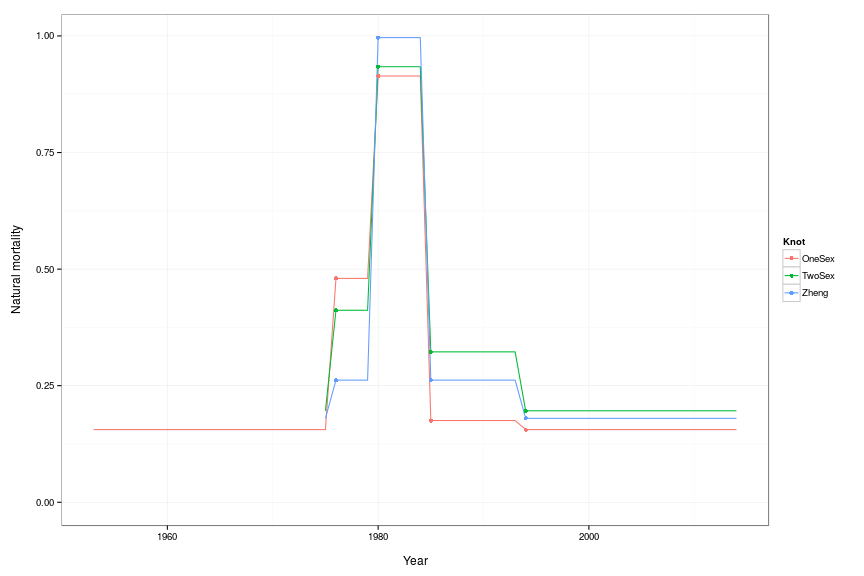 1.00
0.75
0.50
0.25
0.00
Natural mortality
1960
1980
2000
Year
Knot
OneSex
TwoSex
Zheng